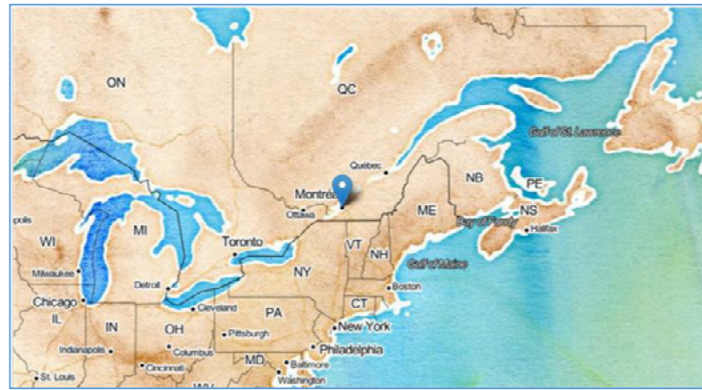 ON
QC
Gulf of St. Lawrence
Québec
NB
PE
Montréal
Ottawa
ME
NS
Bay of Fundy
Halifax
WI
MI
Toronto
VT
NH
Gulf of Maine
Milwaukee
NY
Detroit
Boston
Chicago
CT
Cleveland
IL
IN
OH
PA
New York
Pittsburgh
Indianapolis
Columbus
Philadelphia
MD
Baltimore
Cincinnati
St. Louis
Washington